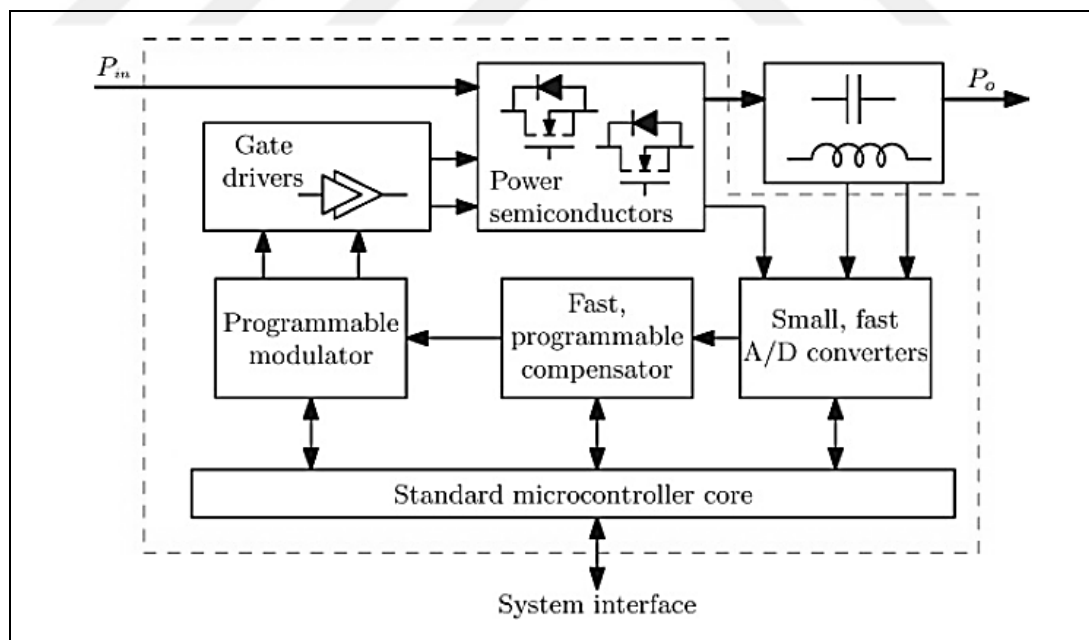 P_in
P_o
Gate
drivers
Power
semiconductors
Programmable
modulator
Fast,
programmable
compensator
Small, fast
A/D converters
Standard microcontroller core
System interface